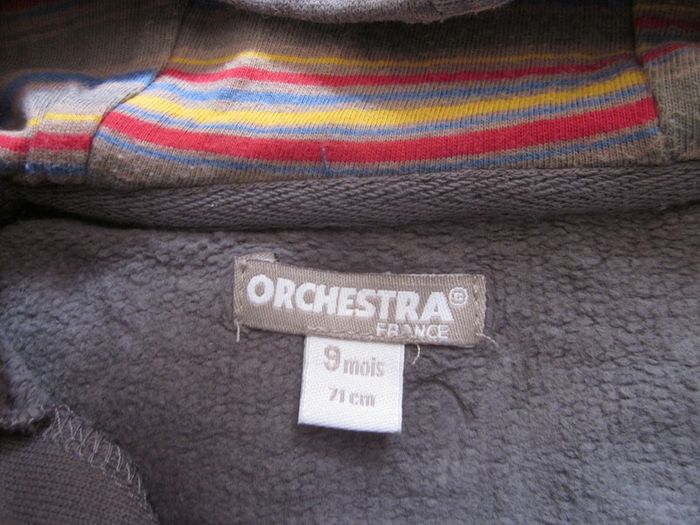 ORCHESTRA©
FRANCE
9 mois
71 cm